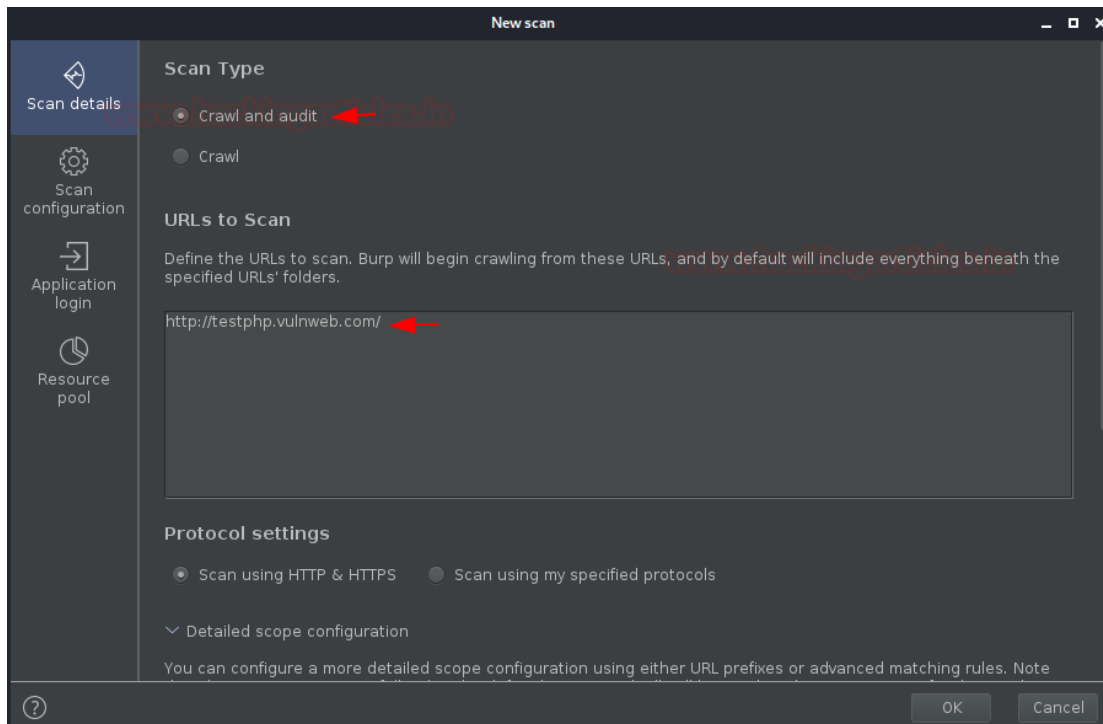 New scan
Scan details
Scan
configuration
Application
login
Resource
pool
Scan Type
Crawl and audit
Crawl
URLs to Scan
Define the URLs to scan. Burp will begin crawling from these URLs, and by default will include everything beneath the
specified URLs' folders.
http://testphp.vulnweb.com/
Protocol settings
Scan using HTTP & HTTPS
Scan using my specified protocols
Detailed scope configuration
You can configure a more detailed scope configuration using either URL prefixes or advanced matching rules. Note
?
OK
Cancel